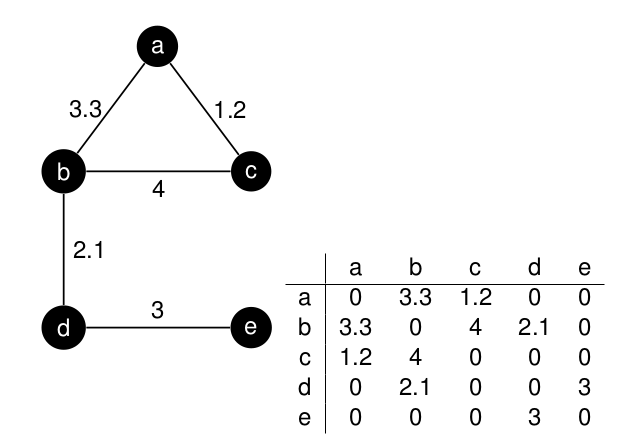 a
3.3 1.2
b c
4
2.1
3
d e
a b c d e
a 0 3.3 1.2 0 0
b 3.3 0 4 2.1 0
c 1.2 4 0 0 0
d 0 2.1 0 0 3
e 0 0 0 3 0